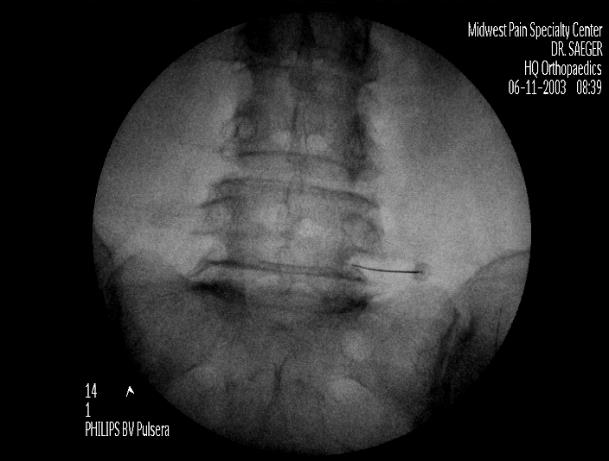 Midwest Pain Specialty Center
DR. SAEGER
HQ Orthopaedics
06-11-2003 08:39
14
1
PHILIPS BV Pulsera